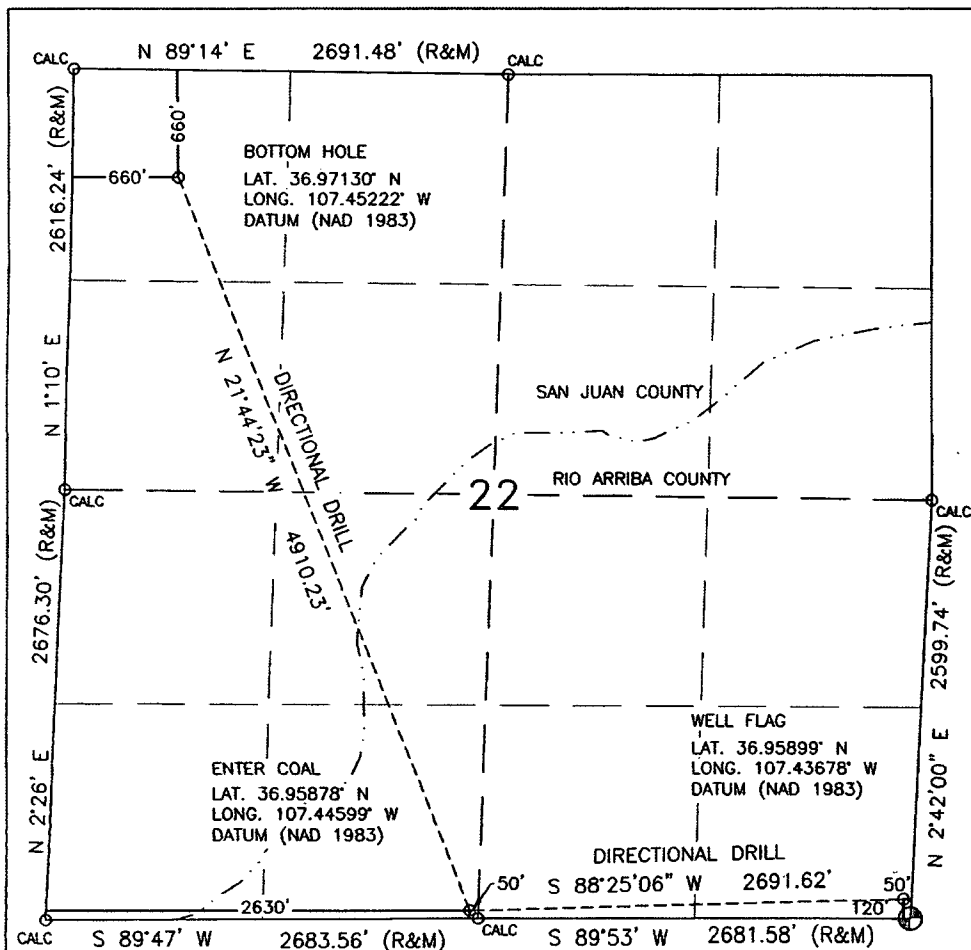 CALC
N 89°14' E 2691.48' (R&M)
CALC
660'
660'
BOTTOM HOLE
LAT. 36.97130° N
LONG. 107.45222° W
DATUM (NAD 1983)
2616.24' (R&M)
N 1°10' E
DIRECTIONAL DRILL
N 21°44'23" W
4910.23'
SAN JUAN COUNTY
RIO ARRIBA COUNTY
22
CALC
CALC
2676.30' (R&M)
N 2°26' E
2599.74' (R&M)
N 2°42'00" E
WELL FLAG
LAT. 36.95899° N
LONG. 107.43678° W
DATUM (NAD 1983)
ENTER COAL
LAT. 36.95878° N
LONG. 107.44599° W
DATUM (NAD 1983)
DIRECTIONAL DRILL
S 88°25'06" W 2691.62'
50'
50'
120'
2630'
CALC
CALC
S 89°47' W 2683.56' (R&M)
S 89°53' W 2681.58' (R&M)